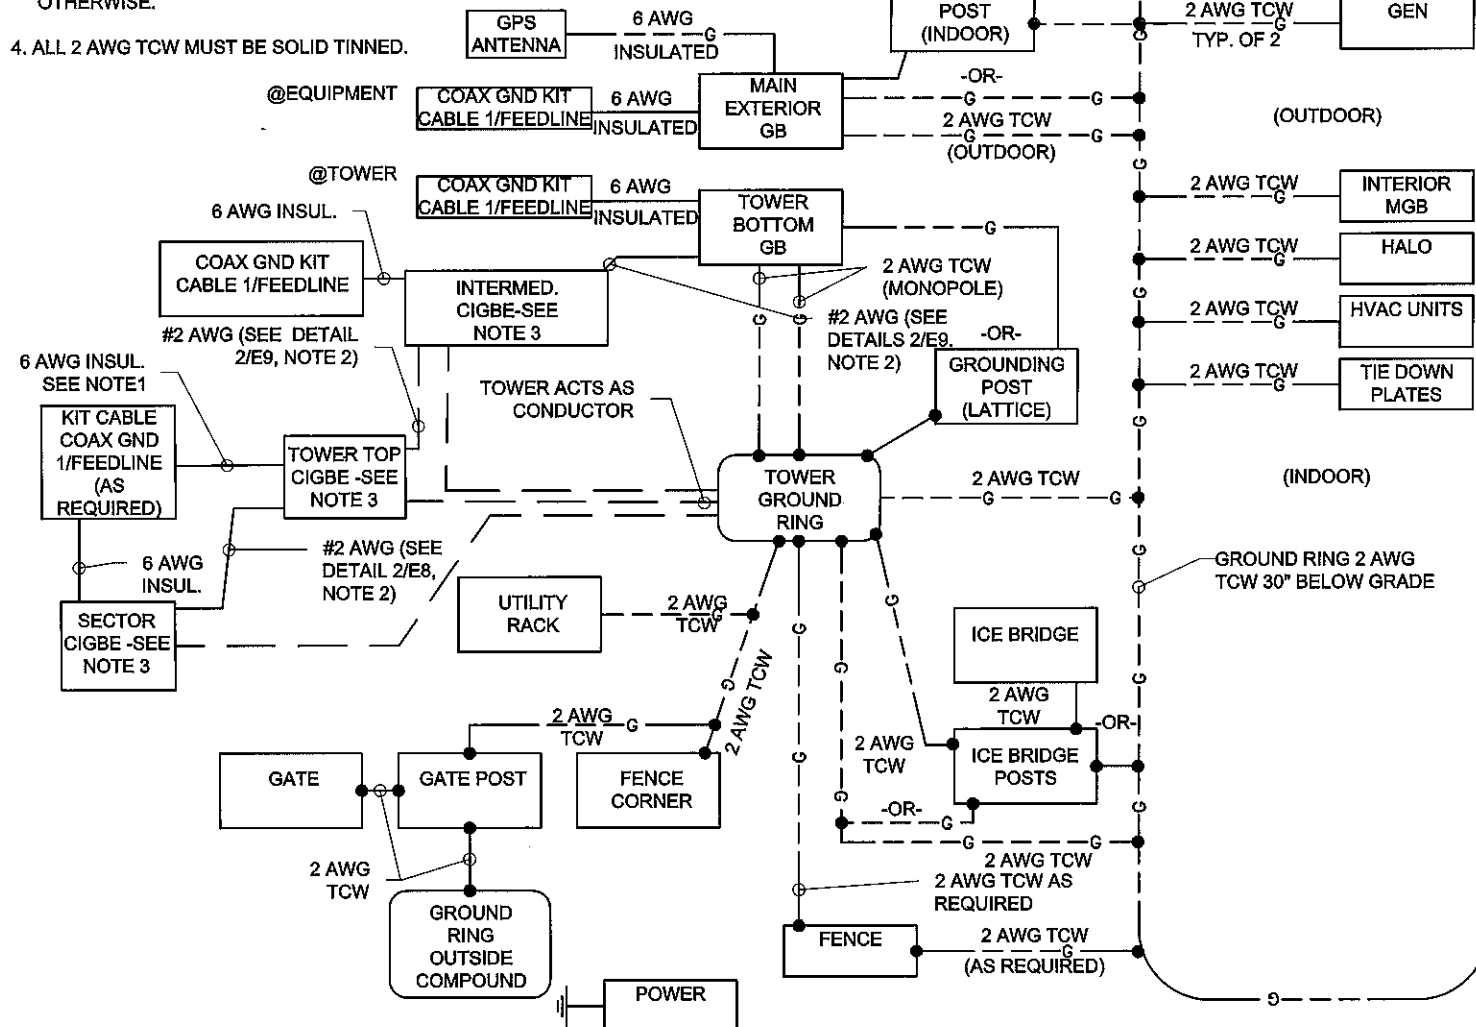 OTHERWISE.
4. ALL 2 AWG TCW MUST BE SOLID TINNED.
GPS
ANTENNA
6 AWG
G
INSULATED
POST
(INDOOR)
2 AWG TCW
G
TYP. OF 2
GEN
@EQUIPMENT
COAX GND KIT
CABLE 1/FEEDLINE
6 AWG
INSULATED
MAIN
EXTERIOR
GB
-OR-
G G
2 AWG TCW
G G
(OUTDOOR)
(OUTDOOR)
@TOWER
COAX GND KIT
CABLE 1/FEEDLINE
6 AWG
INSULATED
TOWER
BOTTOM
GB
G
2 AWG TCW
G
INTERIOR
MGB
6 AWG INSUL.
COAX GND KIT
CABLE 1/FEEDLINE
INTERMED.
CIGBE-SEE
NOTE 3
2 AWG TCW
(MONOPOLE)
2 AWG TCW
G
HALO
#2 AWG (SEE DETAIL
2/E9, NOTE 2)
G G
#2 AWG (SEE
DETAILS 2/E9.
NOTE 2)
-OR-
GROUNDING
POST
(LATTICE)
2 AWG TCW
G
HVAC UNITS
6 AWG INSUL.
SEE NOTE1
2 AWG TCW
G
TIE DOWN
PLATES
KIT CABLE
COAX GND
1/FEEDLINE
(AS
REQUIRED)
TOWER TOP
CIGBE -SEE
NOTE 3
TOWER ACTS AS
CONDUCTOR
TOWER
GROUND
RING
2 AWG TCW
G G
(INDOOR)
6 AWG
INSUL.
#2 AWG (SEE
DETAIL 2/E8,
NOTE 2)
GROUND RING 2 AWG
TCW 30" BELOW GRADE
SECTOR
CIGBE -SEE
NOTE 3
UTILITY
RACK
2 AWG
G
TCW
G
G
G
ICE BRIDGE
G
2 AWG TCW
2 AWG
TCW
-OR-
2 AWG
G
TCW
2 AWG
TCW
ICE BRIDGE
POSTS
GATE
GATE POST
FENCE
CORNER
G
G
-OR-
G
G G
2 AWG TCW
2 AWG
TCW
2 AWG TCW AS
REQUIRED
GROUND
RING
OUTSIDE
COMPOUND
FENCE
2 AWG TCW
G
(AS REQUIRED)
POWER
G
G
G
G
G
G
G
G
G
G
G
G
G